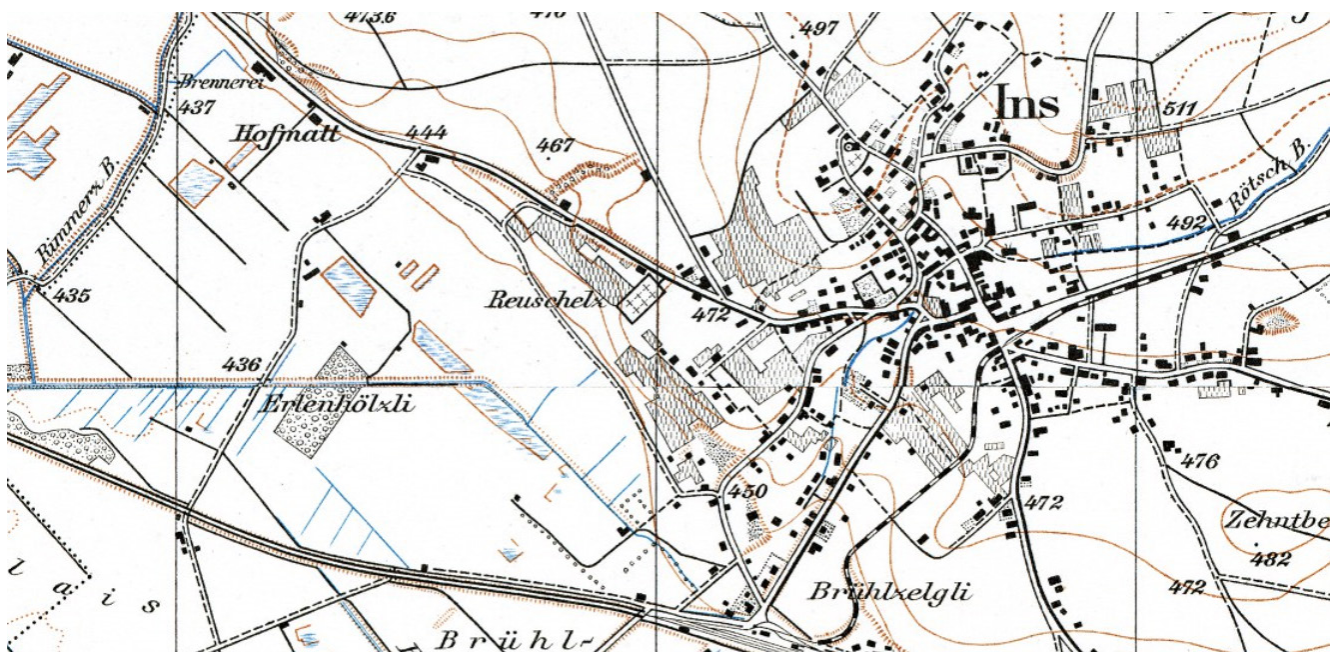 473.6
497
Brennerei
437
Hofmatt
444
467
Ins
511
Rimmerz B.
Rötsch B.
492
435
Reuschelz
472
436
Erlenhölzli
450
476
472
Zehntbe
482
472
Brühlzelgli
l a i s
Brühl-